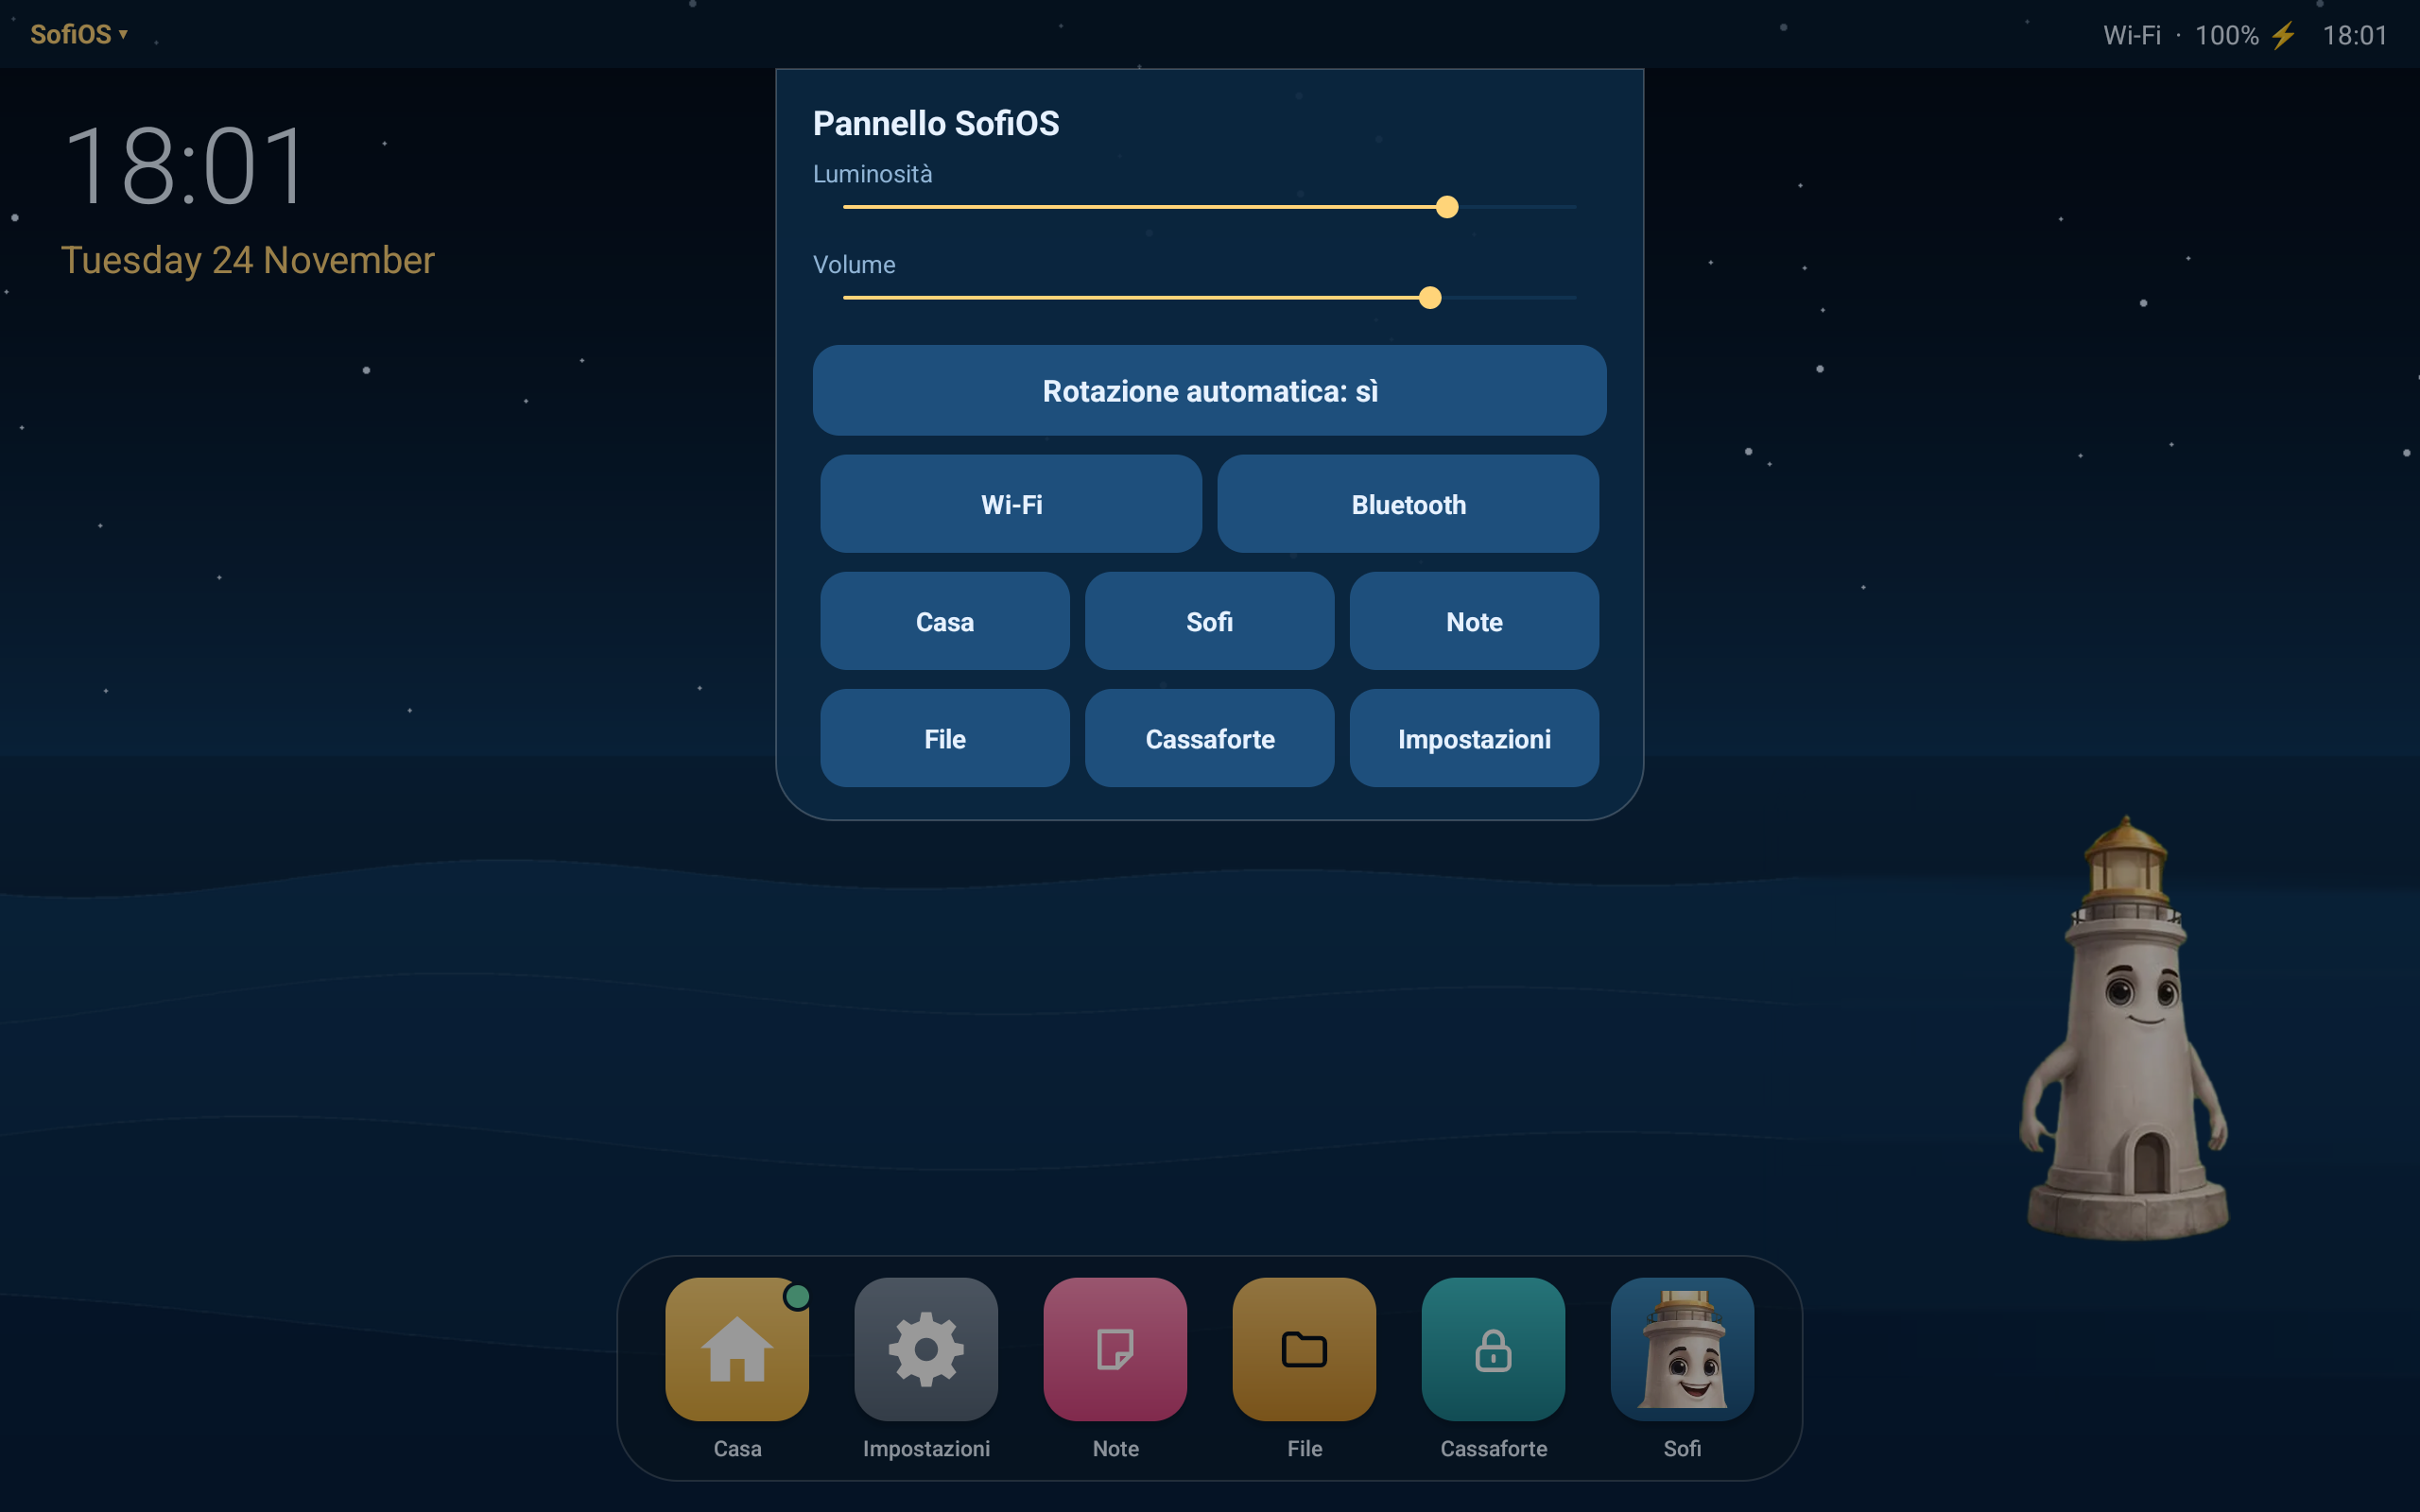 SofiOS ▾
Wi-Fi · 100% ⚡ 18:01
18:01
Tuesday 24 November
Pannello SofiOS
Luminosità
Volume
Rotazione automatica: sì
Wi-Fi
Bluetooth
Casa
Sofi
Note
File
Cassaforte
Impostazioni
Casa
Impostazioni
Note
File
Cassaforte
Sofi